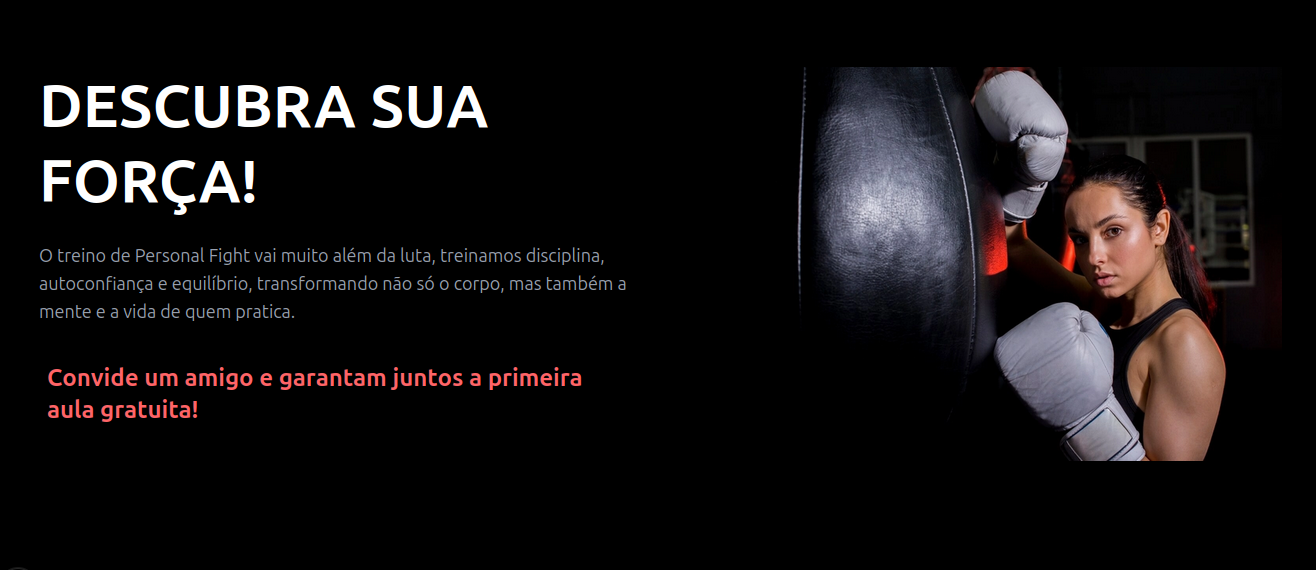 DESCUBRA SUA
FORÇA!
O treino de Personal Fight vai muito além da luta, treinamos disciplina,
autoconfiança e equilíbrio, transformando não só o corpo, mas também a
mente e a vida de quem pratica.
Convide um amigo e garantam juntos a primeira
aula gratuita!